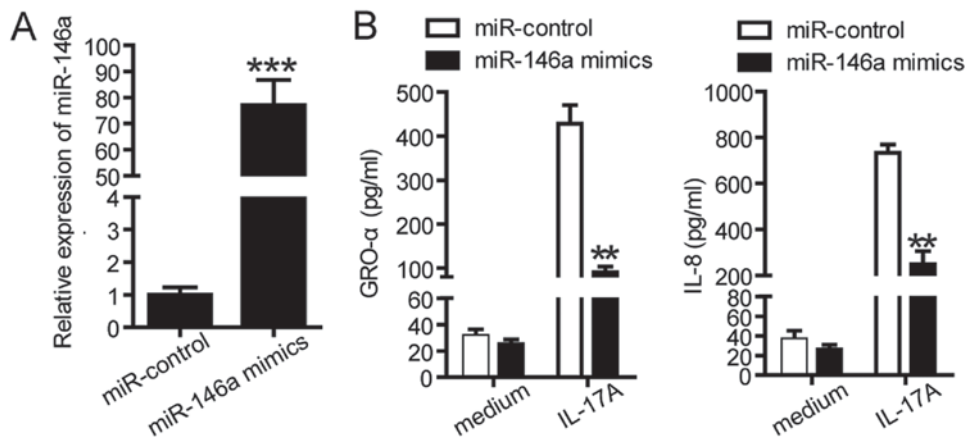 A
Relative expression of miR-146a
100
90
80
70
60
50
4
3
2
1
0
***
miR-control
miR-146a mimics
B
miR-control
miR-146a mimics
GRO-α (pg/ml)
500
400
300
200
100
60
40
20
0
**
medium
IL-17A
miR-control
miR-146a mimics
IL-8 (pg/ml)
1000
800
600
400
200
80
60
40
20
0
**
medium
IL-17A